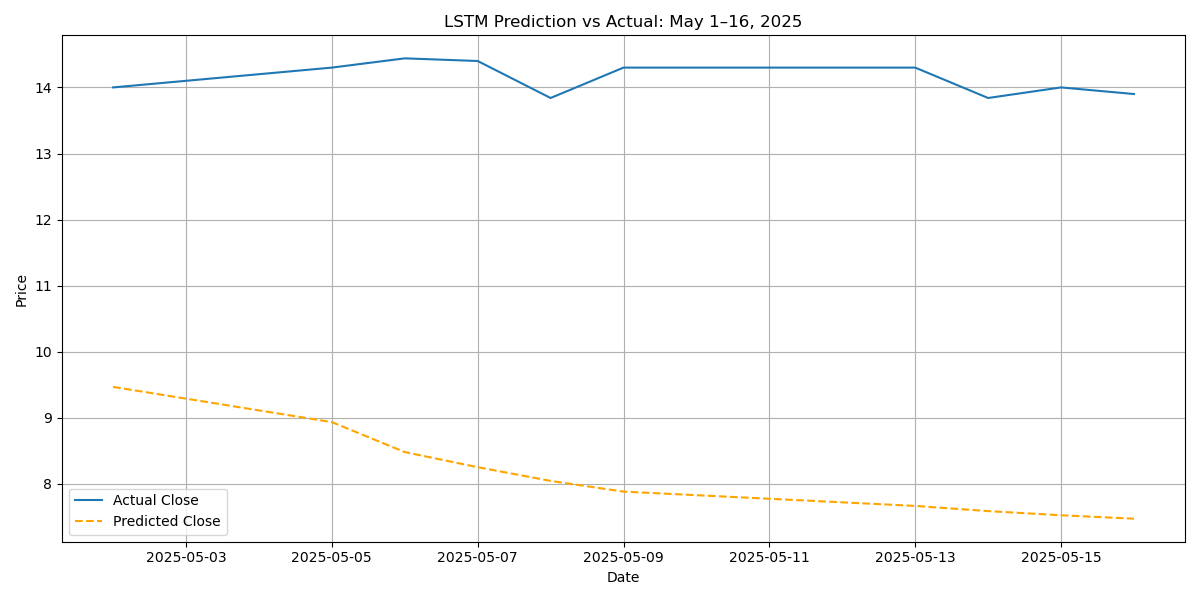 LSTM Prediction vs Actual: May 1–16, 2025
Price
14
13
12
11
10
9
8
Actual Close
Predicted Close
2025-05-03 2025-05-05 2025-05-07 2025-05-09 2025-05-11 2025-05-13 2025-05-15
Date